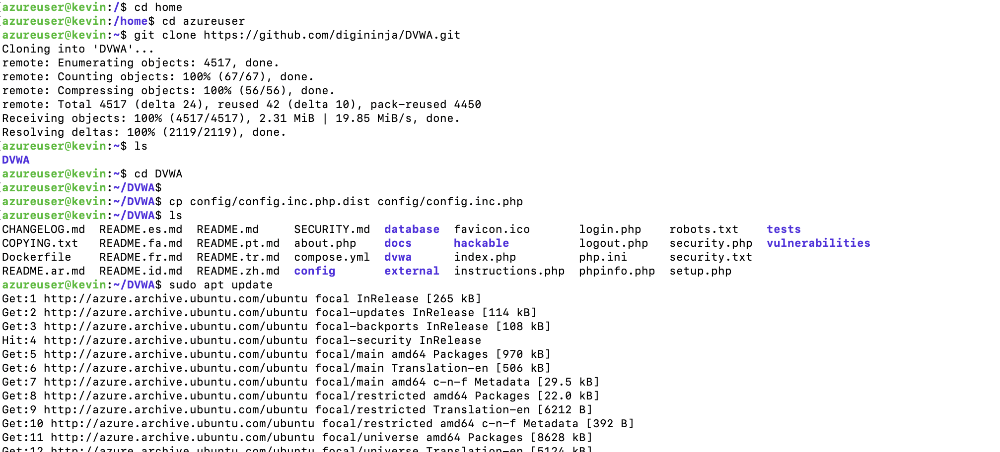 azureuser@kevin:/$ cd home
azureuser@kevin:/home$ cd azureuser
azureuser@kevin:~$ git clone https://github.com/digininja/DVWA.git
Cloning into 'DVWA'...
remote: Enumerating objects: 4517, done.
remote: Counting objects: 100% (67/67), done.
remote: Compressing objects: 100% (56/56), done.
remote: Total 4517 (delta 24), reused 42 (delta 10), pack-reused 4450
Receiving objects: 100% (4517/4517), 2.31 MiB | 19.85 MiB/s, done.
Resolving deltas: 100% (2119/2119), done.
azureuser@kevin:~$ ls
DVWA
azureuser@kevin:~$ cd DVWA
azureuser@kevin:~/DVWA$
azureuser@kevin:~/DVWA$ cp config/config.inc.php.dist config/config.inc.php
azureuser@kevin:~/DVWA$ ls
CHANGELOG.md README.es.md README.md SECURITY.md database favicon.ico login.php robots.txt tests
COPYING.txt README.fa.md README.pt.md about.php docs hackable logout.php security.php vulnerabilities
Dockerfile README.fr.md README.tr.md compose.yml dvwa index.php php.ini security.txt
README.ar.md README.id.md README.zh.md config external instructions.php phpinfo.php setup.php
azureuser@kevin:~/DVWA$ sudo apt update
Get:1 http://azure.archive.ubuntu.com/ubuntu focal InRelease [265 kB]
Get:2 http://azure.archive.ubuntu.com/ubuntu focal-updates InRelease [114 kB]
Get:3 http://azure.archive.ubuntu.com/ubuntu focal-backports InRelease [108 kB]
Hit:4 http://azure.archive.ubuntu.com/ubuntu focal-security InRelease
Get:5 http://azure.archive.ubuntu.com/ubuntu focal/main amd64 Packages [970 kB]
Get:6 http://azure.archive.ubuntu.com/ubuntu focal/main Translation-en [506 kB]
Get:7 http://azure.archive.ubuntu.com/ubuntu focal/main amd64 c-n-f Metadata [29.5 kB]
Get:8 http://azure.archive.ubuntu.com/ubuntu focal/restricted amd64 Packages [22.0 kB]
Get:9 http://azure.archive.ubuntu.com/ubuntu focal/restricted Translation-en [6212 B]
Get:10 http://azure.archive.ubuntu.com/ubuntu focal/restricted amd64 c-n-f Metadata [392 B]
Get:11 http://azure.archive.ubuntu.com/ubuntu focal/universe amd64 Packages [8628 kB]
Get:12 http://azure.archive.ubuntu.com/ubuntu focal/universe Translation-en [5124 kB]